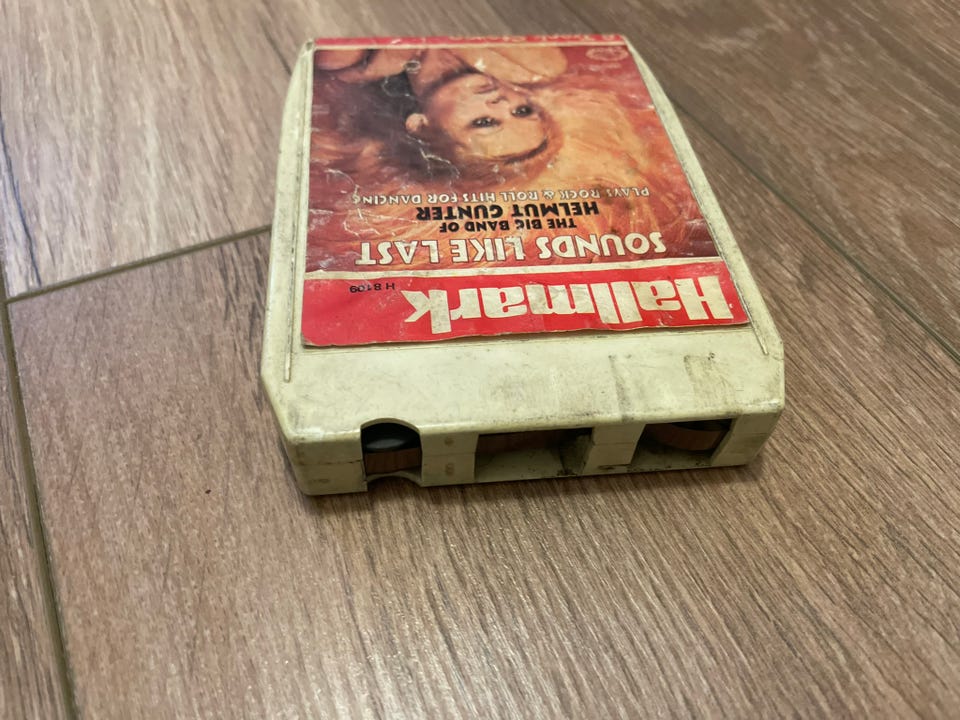 Hallmark
H 8109
SOUNDS LIKE LAST
THE BIG BAND OF
HELMUT GUNTER
PLAYS ROCK & ROLL HITS FOR DANCING